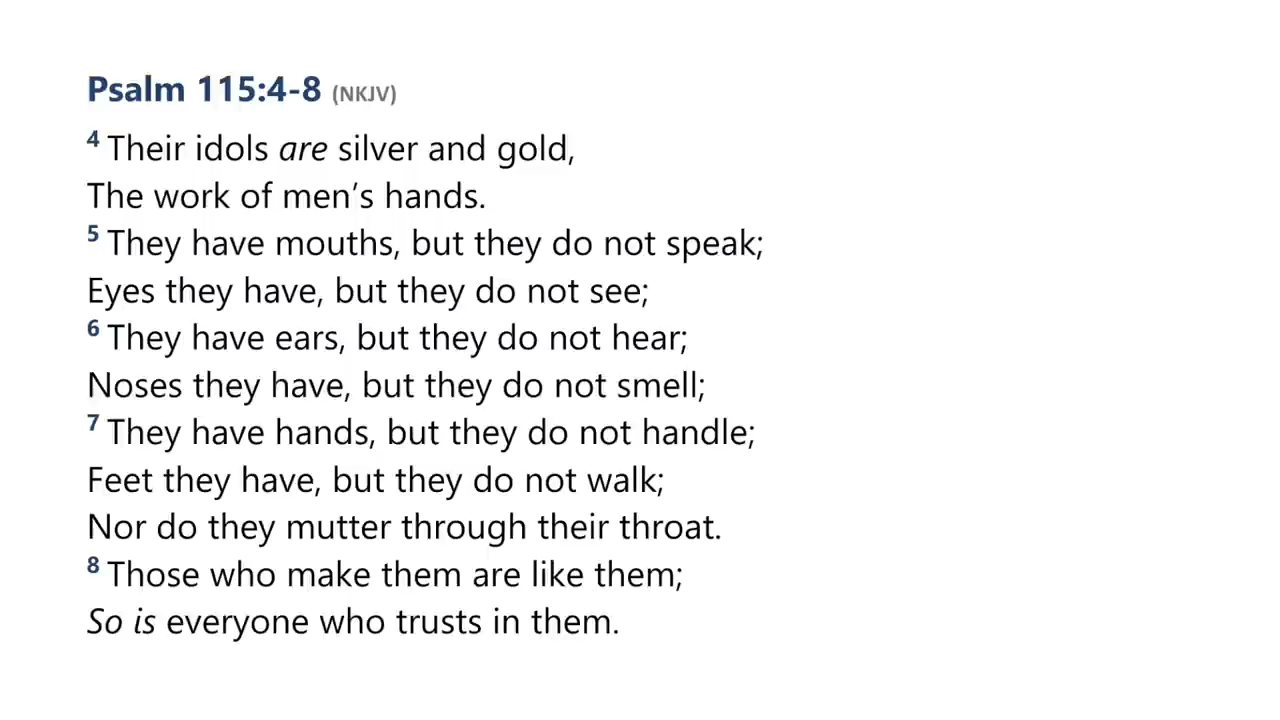 Psalm 115:4-8 (NKJV)
4 Their idols are silver and gold,
The work of men’s hands.
5 They have mouths, but they do not speak;
Eyes they have, but they do not see;
6 They have ears, but they do not hear;
Noses they have, but they do not smell;
7 They have hands, but they do not handle;
Feet they have, but they do not walk;
Nor do they mutter through their throat.
8 Those who make them are like them;
So is everyone who trusts in them.